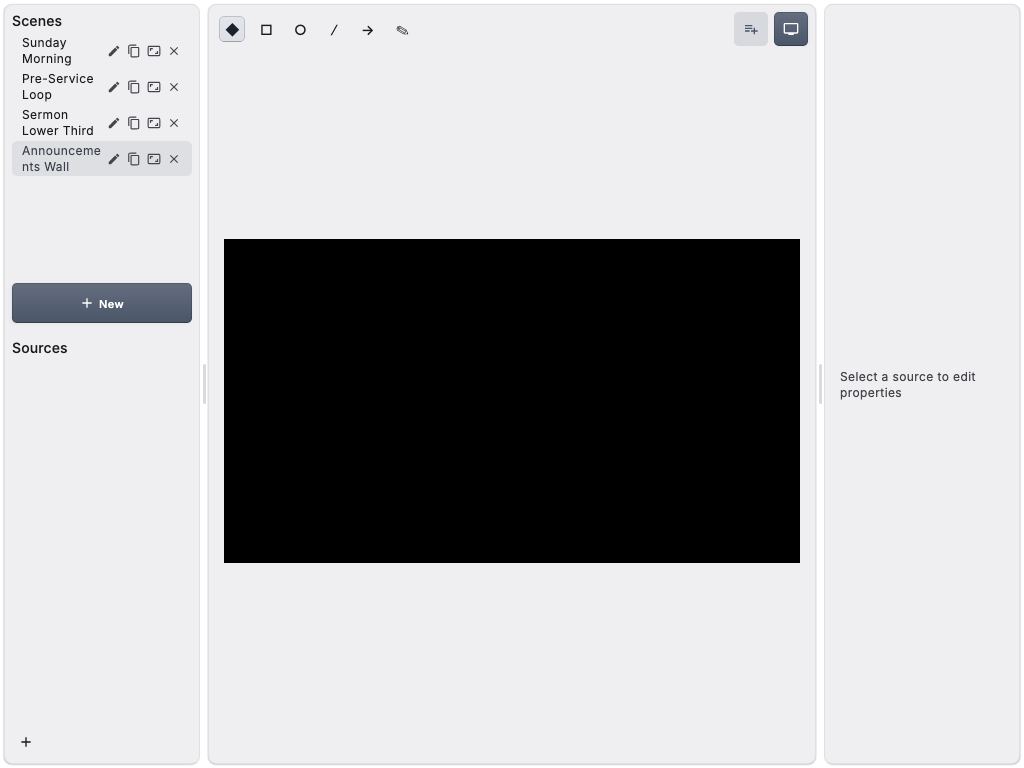 Scenes
Sunday
Morning
Pre-Service
Loop
Sermon
Lower Third
Announceme
nts Wall
New
Sources
Select a source to edit
properties